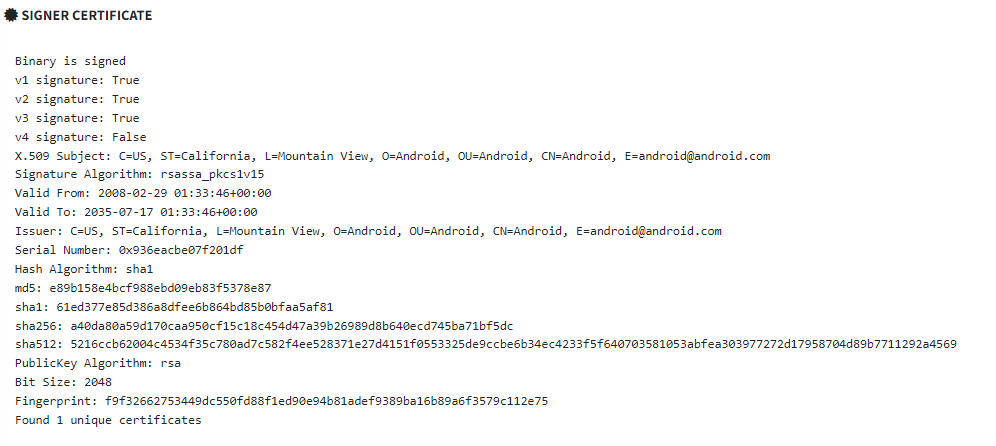 SIGNER CERTIFICATE
Binary is signed
v1 signature: True
v2 signature: True
v3 signature: True
v4 signature: False
X.509 Subject: C=US, ST=California, L=Mountain View, O=Android, OU=Android, CN=Android, E=android@android.com
Signature Algorithm: rsassa_pkcs1v15
Valid From: 2008-02-29 01:33:46+00:00
Valid To: 2035-07-17 01:33:46+00:00
Issuer: C=US, ST=California, L=Mountain View, O=Android, OU=Android, CN=Android, E=android@android.com
Serial Number: 0x936eacbe07f201df
Hash Algorithm: sha1
md5: e89b158e4bcf988ebd09eb83f5378e87
sha1: 61ed377e85d386a8dfee6b864bd85b0bfaa5af81
sha256: a40da80a59d170caa950cf15c18c454d47a39b26989d8b640ecd745ba71bf5dc
sha512: 5216ccb62004c4534f35c780ad7c582f4ee528371e27d4151f0553325de9ccbe6b34ec4233f5f640703581053abfea303977272d17958704d89b7711292a4569
PublicKey Algorithm: rsa
Bit Size: 2048
Fingerprint: f9f32662753449dc550fd88f1ed90e94b81adef9389ba16b89a6f3579c112e75
Found 1 unique certificates